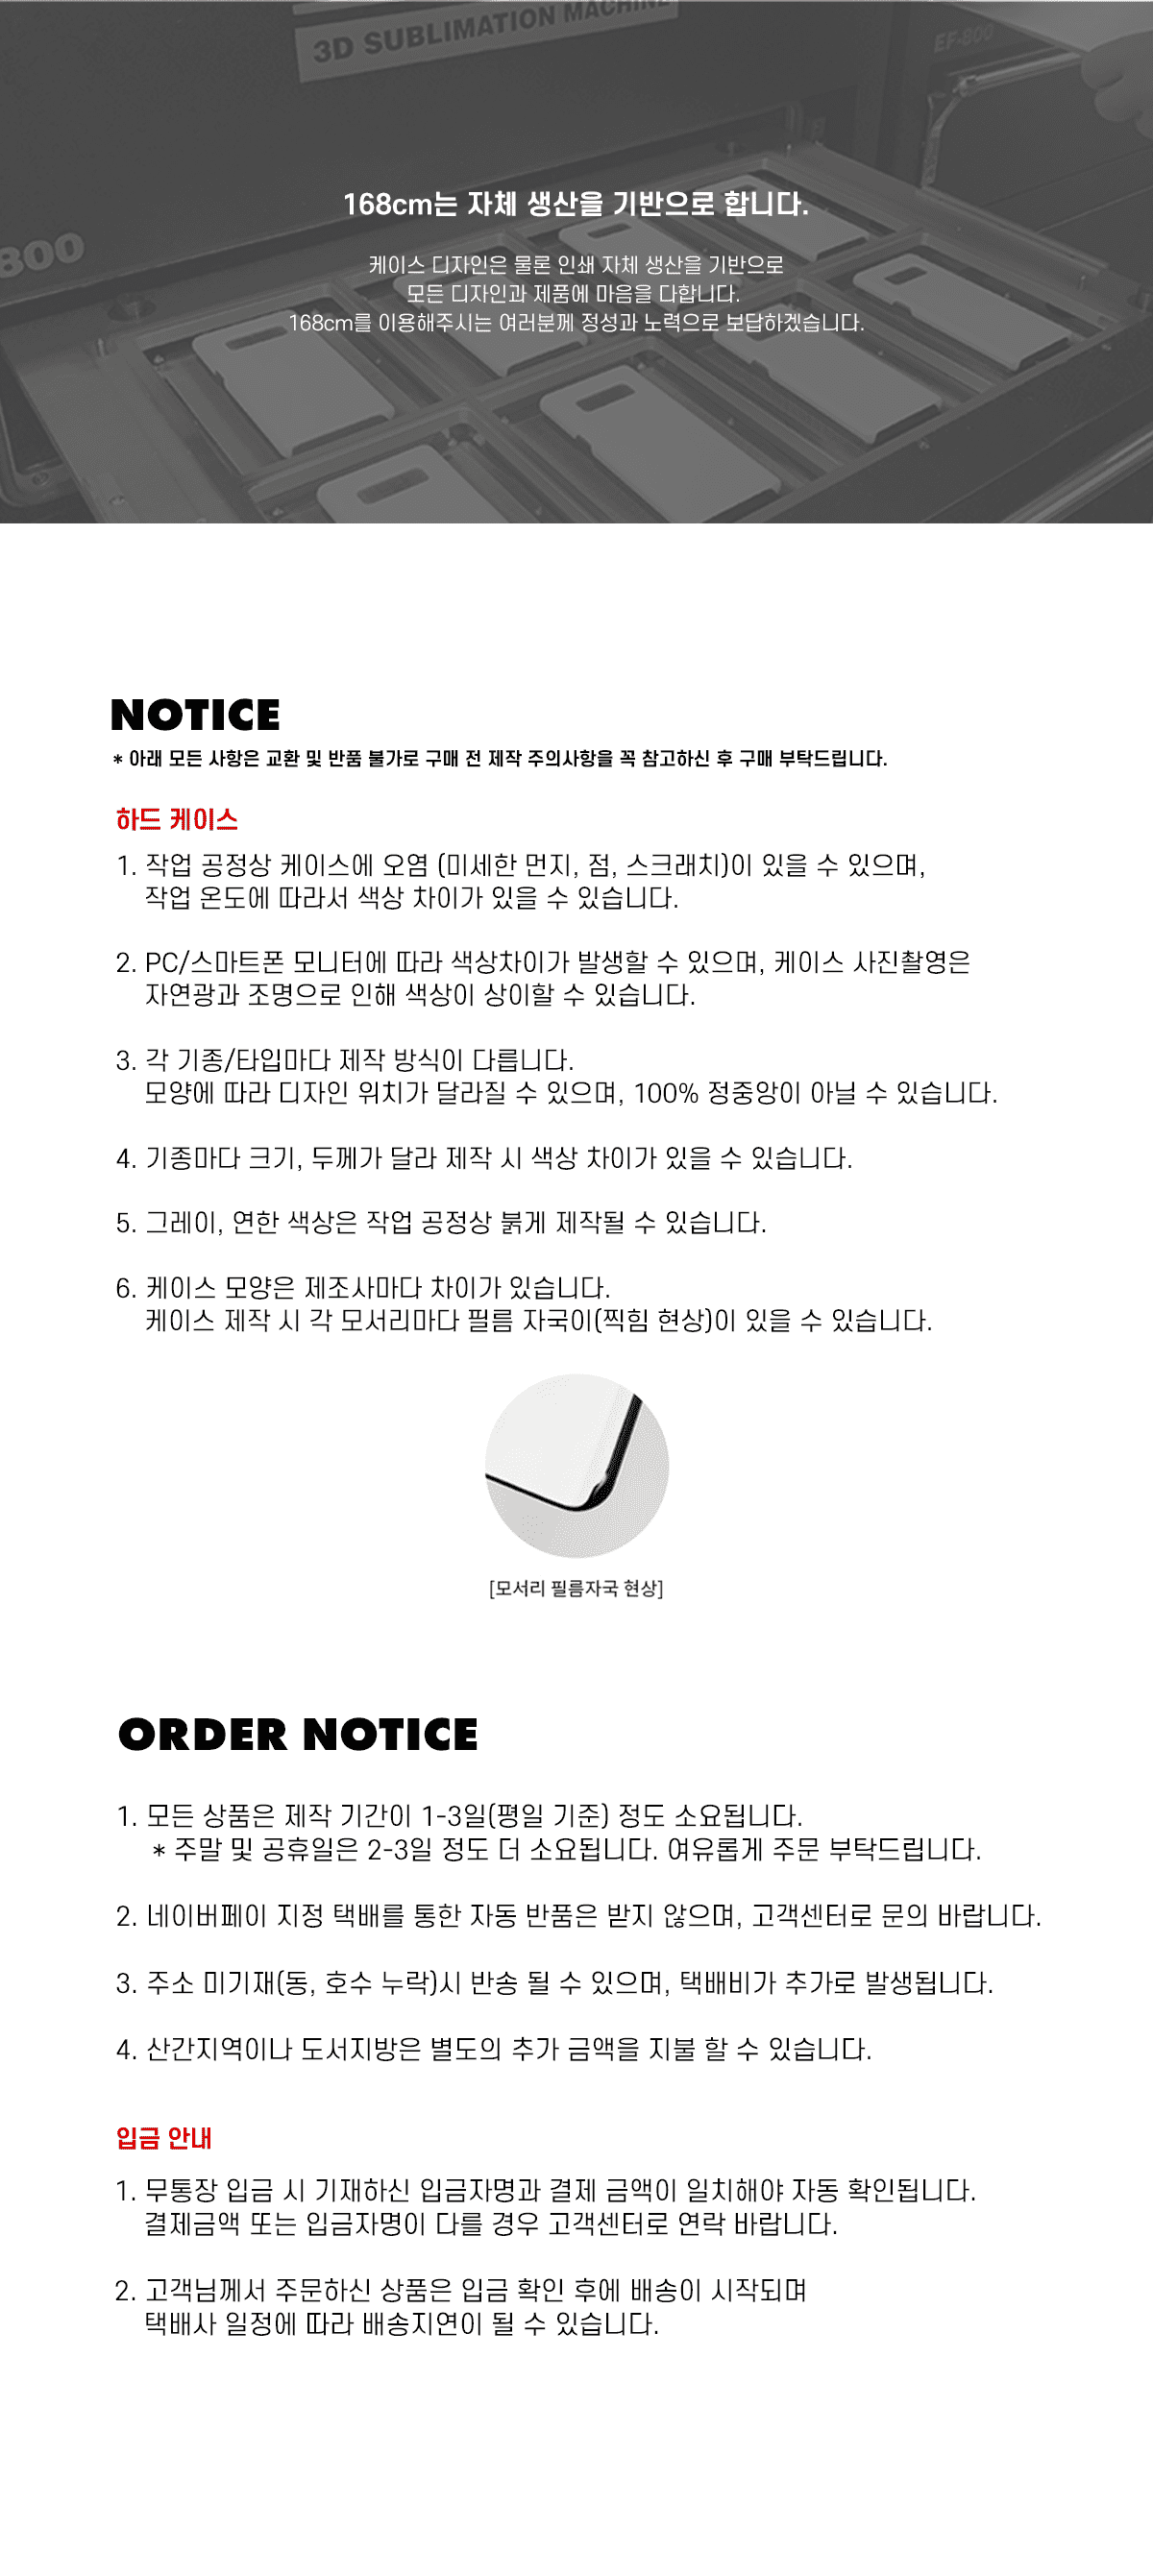 3D SUBLIMATION MACHINE
EF-800
800
168cm는 자체 생산을 기반으로 합니다.
케이스 디자인은 물론 인쇄 자체 생산을 기반으로
모든 디자인과 제품에 마음을 다합니다.
168cm를 이용해주시는 여러분께 정성과 노력으로 보답하겠습니다.
NOTICE
* 아래 모든 사항은 교환 및 반품 불가로 구매 전 제작 주의사항을 꼭 참고하신 후 구매 부탁드립니다.
하드 케이스
1. 작업 공정상 케이스에 오염 (미세한 먼지, 점, 스크래치)이 있을 수 있으며,
작업 온도에 따라서 색상 차이가 있을 수 있습니다.
2. PC/스마트폰 모니터에 따라 색상차이가 발생할 수 있으며, 케이스 사진촬영은
자연광과 조명으로 인해 색상이 상이할 수 있습니다.
3. 각 기종/타입마다 제작 방식이 다릅니다.
모양에 따라 디자인 위치가 달라질 수 있으며, 100% 정중앙이 아닐 수 있습니다.
4. 기종마다 크기, 두께가 달라 제작 시 색상 차이가 있을 수 있습니다.
5. 그레이, 연한 색상은 작업 공정상 붉게 제작될 수 있습니다.
6. 케이스 모양은 제조사마다 차이가 있습니다.
케이스 제작 시 각 모서리마다 필름 자국이(찍힘 현상)이 있을 수 있습니다.
[모서리 필름자국 현상]
ORDER NOTICE
1. 모든 상품은 제작 기간이 1-3일(평일 기준) 정도 소요됩니다.
* 주말 및 공휴일은 2-3일 정도 더 소요됩니다. 여유롭게 주문 부탁드립니다.
2. 네이버페이 지정 택배를 통한 자동 반품은 받지 않으며, 고객센터로 문의 바랍니다.
3. 주소 미기재(동, 호수 누락)시 반송 될 수 있으며, 택배비가 추가로 발생됩니다.
4. 산간지역이나 도서지방은 별도의 추가 금액을 지불 할 수 있습니다.
입금 안내
1. 무통장 입금 시 기재하신 입금자명과 결제 금액이 일치해야 자동 확인됩니다.
결제금액 또는 입금자명이 다를 경우 고객센터로 연락 바랍니다.
2. 고객님께서 주문하신 상품은 입금 확인 후에 배송이 시작되며
택배사 일정에 따라 배송지연이 될 수 있습니다.